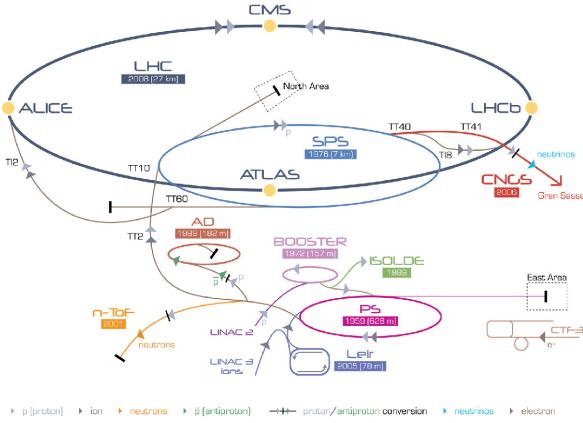 CMS
LHC
2008 (27 km)
North Area
ALICE
LHCb
TT40
TT41
SPS
1976 (7 km)
p
TI8
TI2
TT10
ATLAS
neutrinos
CNGS
2006
Gran Sasso
TT60
AD
1999 (182 m)
TT2
BOOSTER
1972 (157 m)
ISOLDE
1989
p
p̄
East Area
PS
1959 (628 m)
n-ToF
2001
LINAC 2
p
neutrons
CTF3
e-
LINAC 3
Ions
LeIr
2005 (78 m)
p (proton) ion neutrons p̄ (antiproton) proton/antiproton conversion neutrinos electron